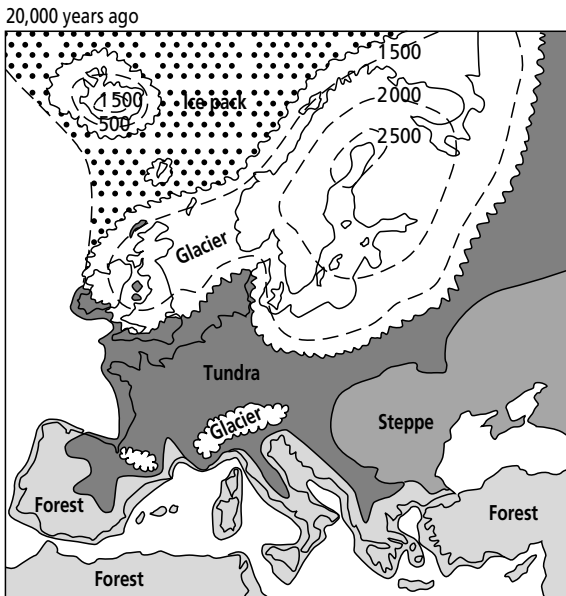 20,000 years ago
1500
2000
1500
Ice pack
500
2500
Glacier
Tundra
Glacier
Steppe
Forest
Forest
Forest